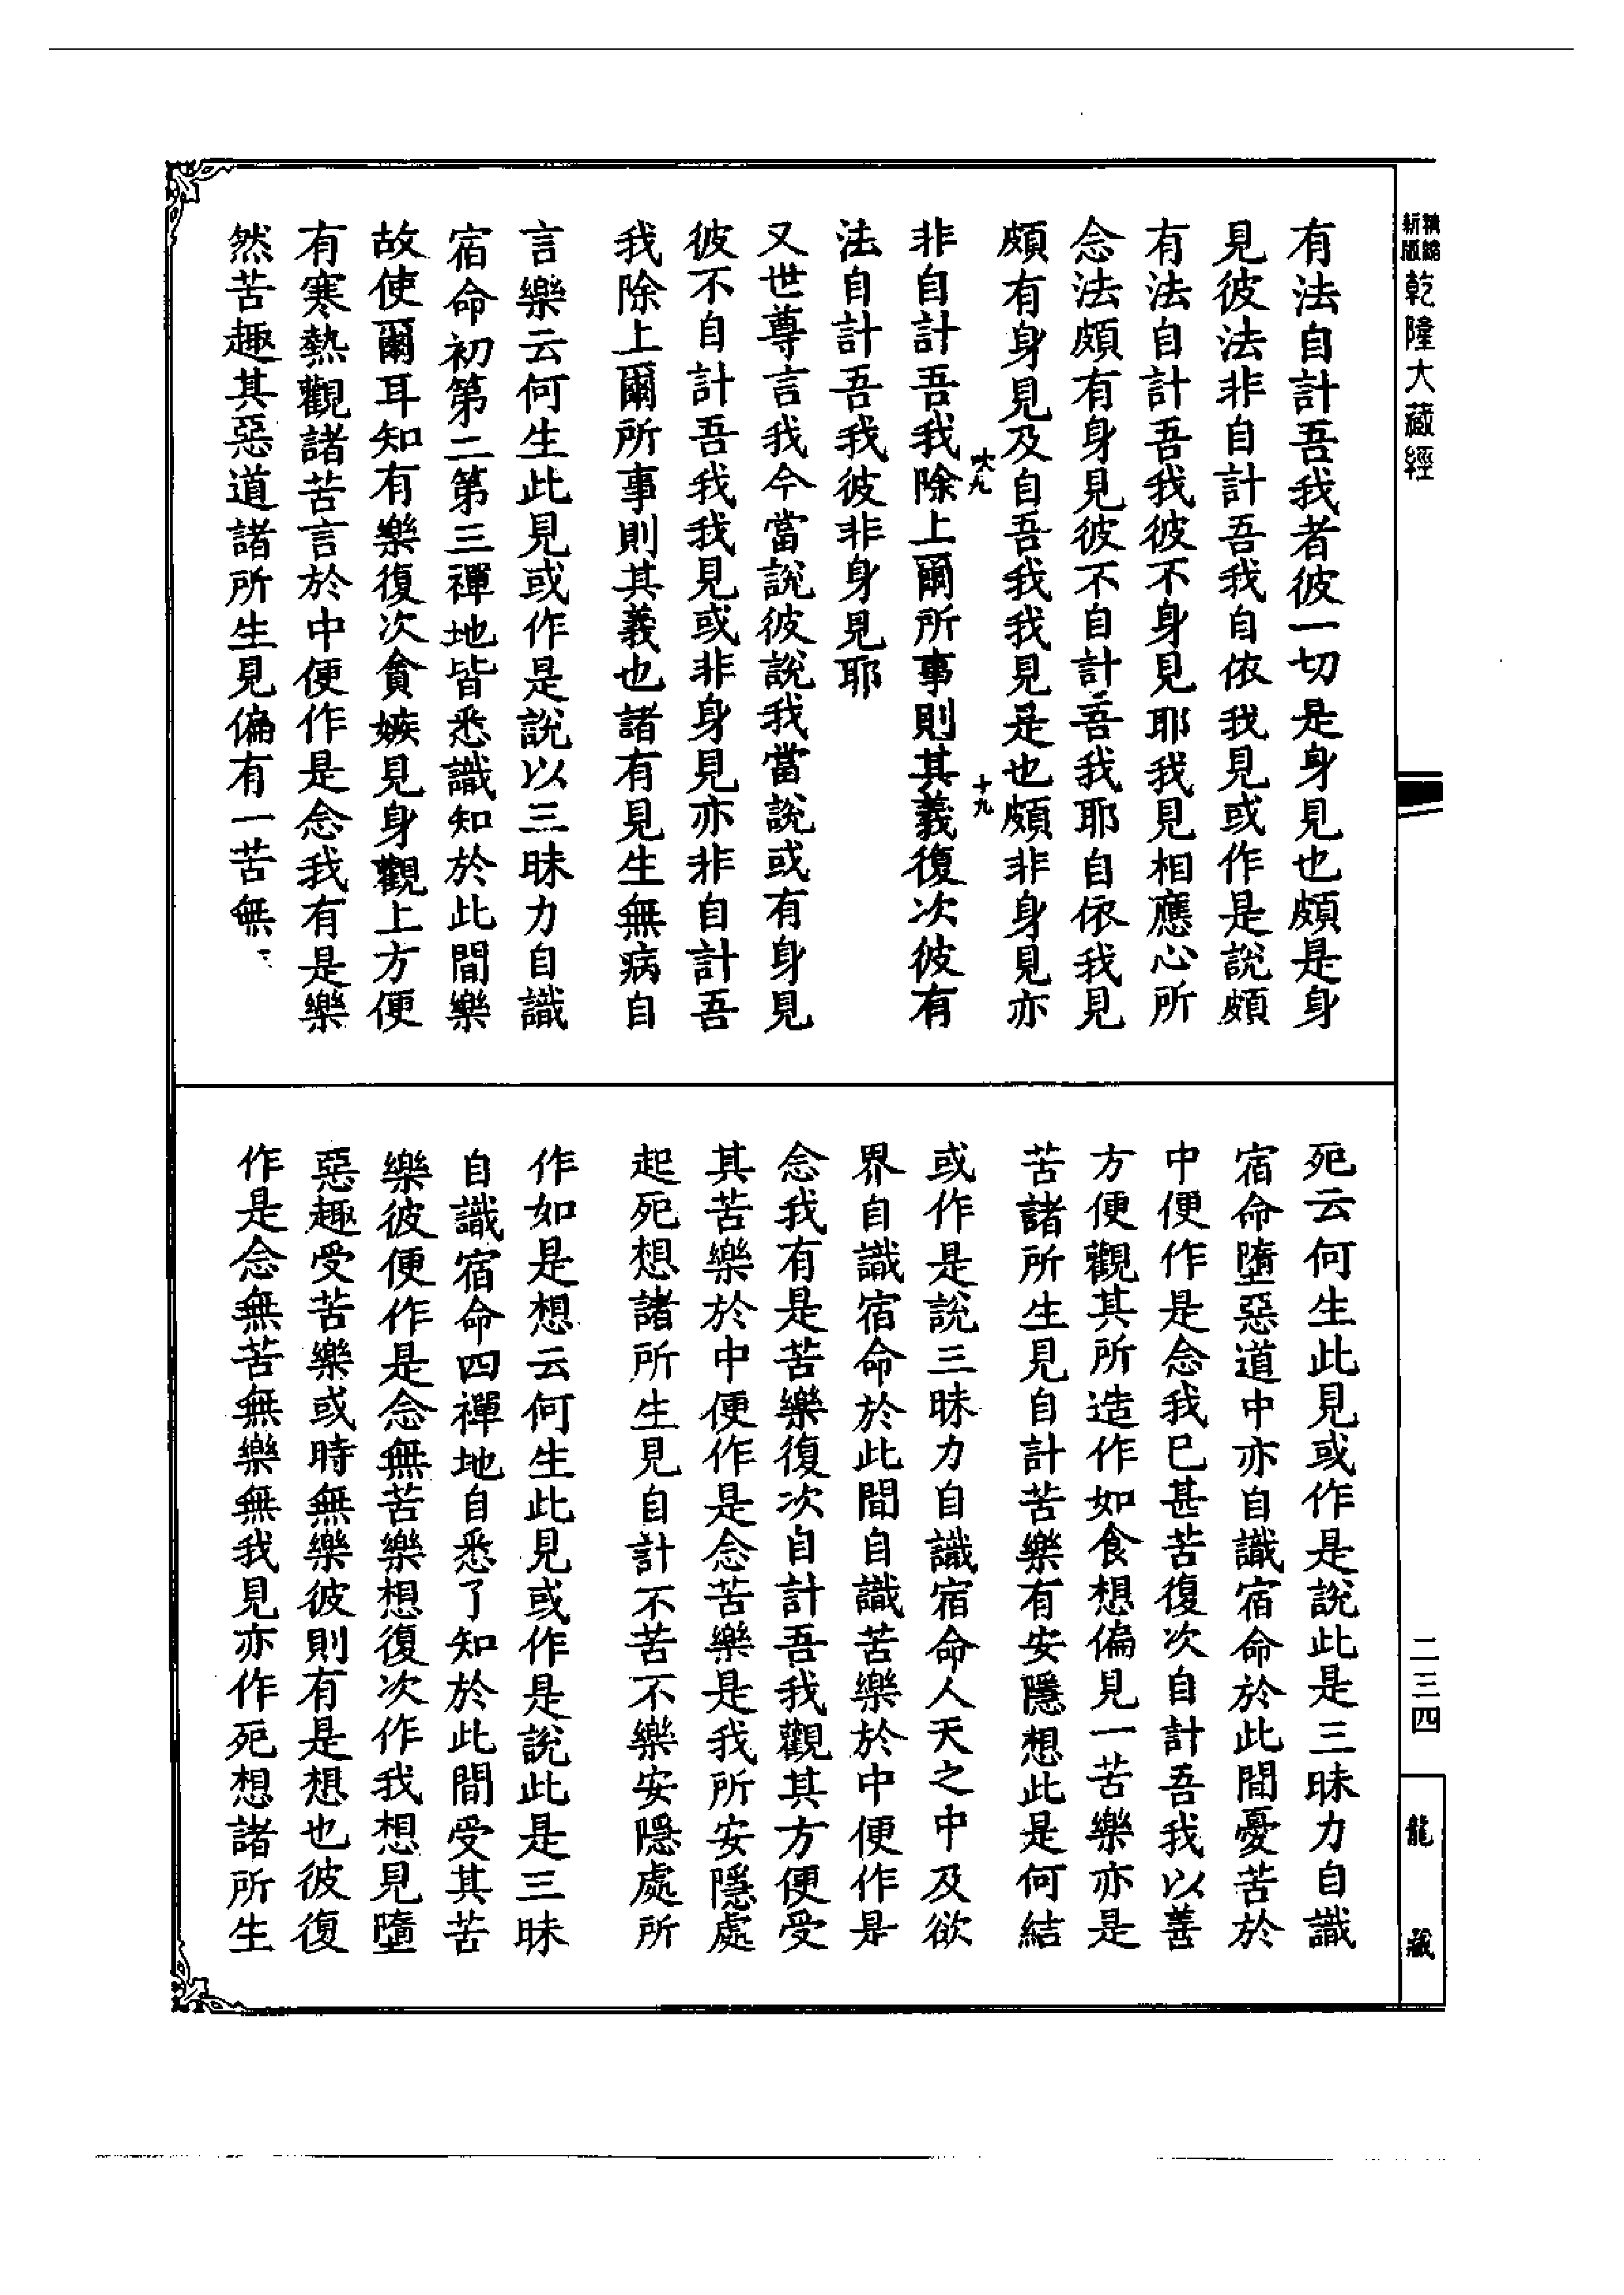 精縮
新版
乾隆大藏經
有法自計吾我者彼一切是身見也頗是身
見彼法非自計吾我自依我見或作是說頗
有法自計吾我彼不身見耶我見相應心所
念法頗有身見彼不自計吾我耶自依我見
頗有身見及自吾我我見是也頗非身見亦
十九
非自計吾我除上爾所事則其義復次彼有
法自計吾我彼非身見耶
又世尊言我今當說彼說我當說或有身見
彼不自計吾我我見或非身見亦非自計吾
我除上爾所事則其義也諸有見生無病自
言樂云何生此見或作是說以三昧力自識
宿命初第二第三禪地皆悉識知於此間樂
故使爾耳知有樂復次貪嫉見身觀上方便
有寒熱觀諸苦言於中便作是念我有是樂
然苦趣其惡道諸所生見偏有一苦無
死云何生此見或作是說此是三昧力自識
宿命墮惡道中亦自識宿命於此間憂苦於
中便作是念我已甚苦復次自計吾我以善
方便觀其所造作如食想偏見一苦樂亦是
苦諸所生見自計苦樂有安隱想此是何結
或作是說三昧力自識宿命人天之中及欲
界自識宿命於此間自識苦樂於中便作是
念我有是苦樂復次自計吾我觀其方便受
其苦樂於中便作是念苦樂是我所安隱處
起死想諸所生見自計不苦不樂安隱處所
作如是想云何生此見或作是說此是三昧
自識宿命四禪地自悉了知於此間受其苦
樂彼便作是念無苦樂想復次作我想見墮
惡趣受苦樂或時無樂彼則有是想也彼復
作是念無苦無樂無我見亦作死想諸所生
二三四
龍藏